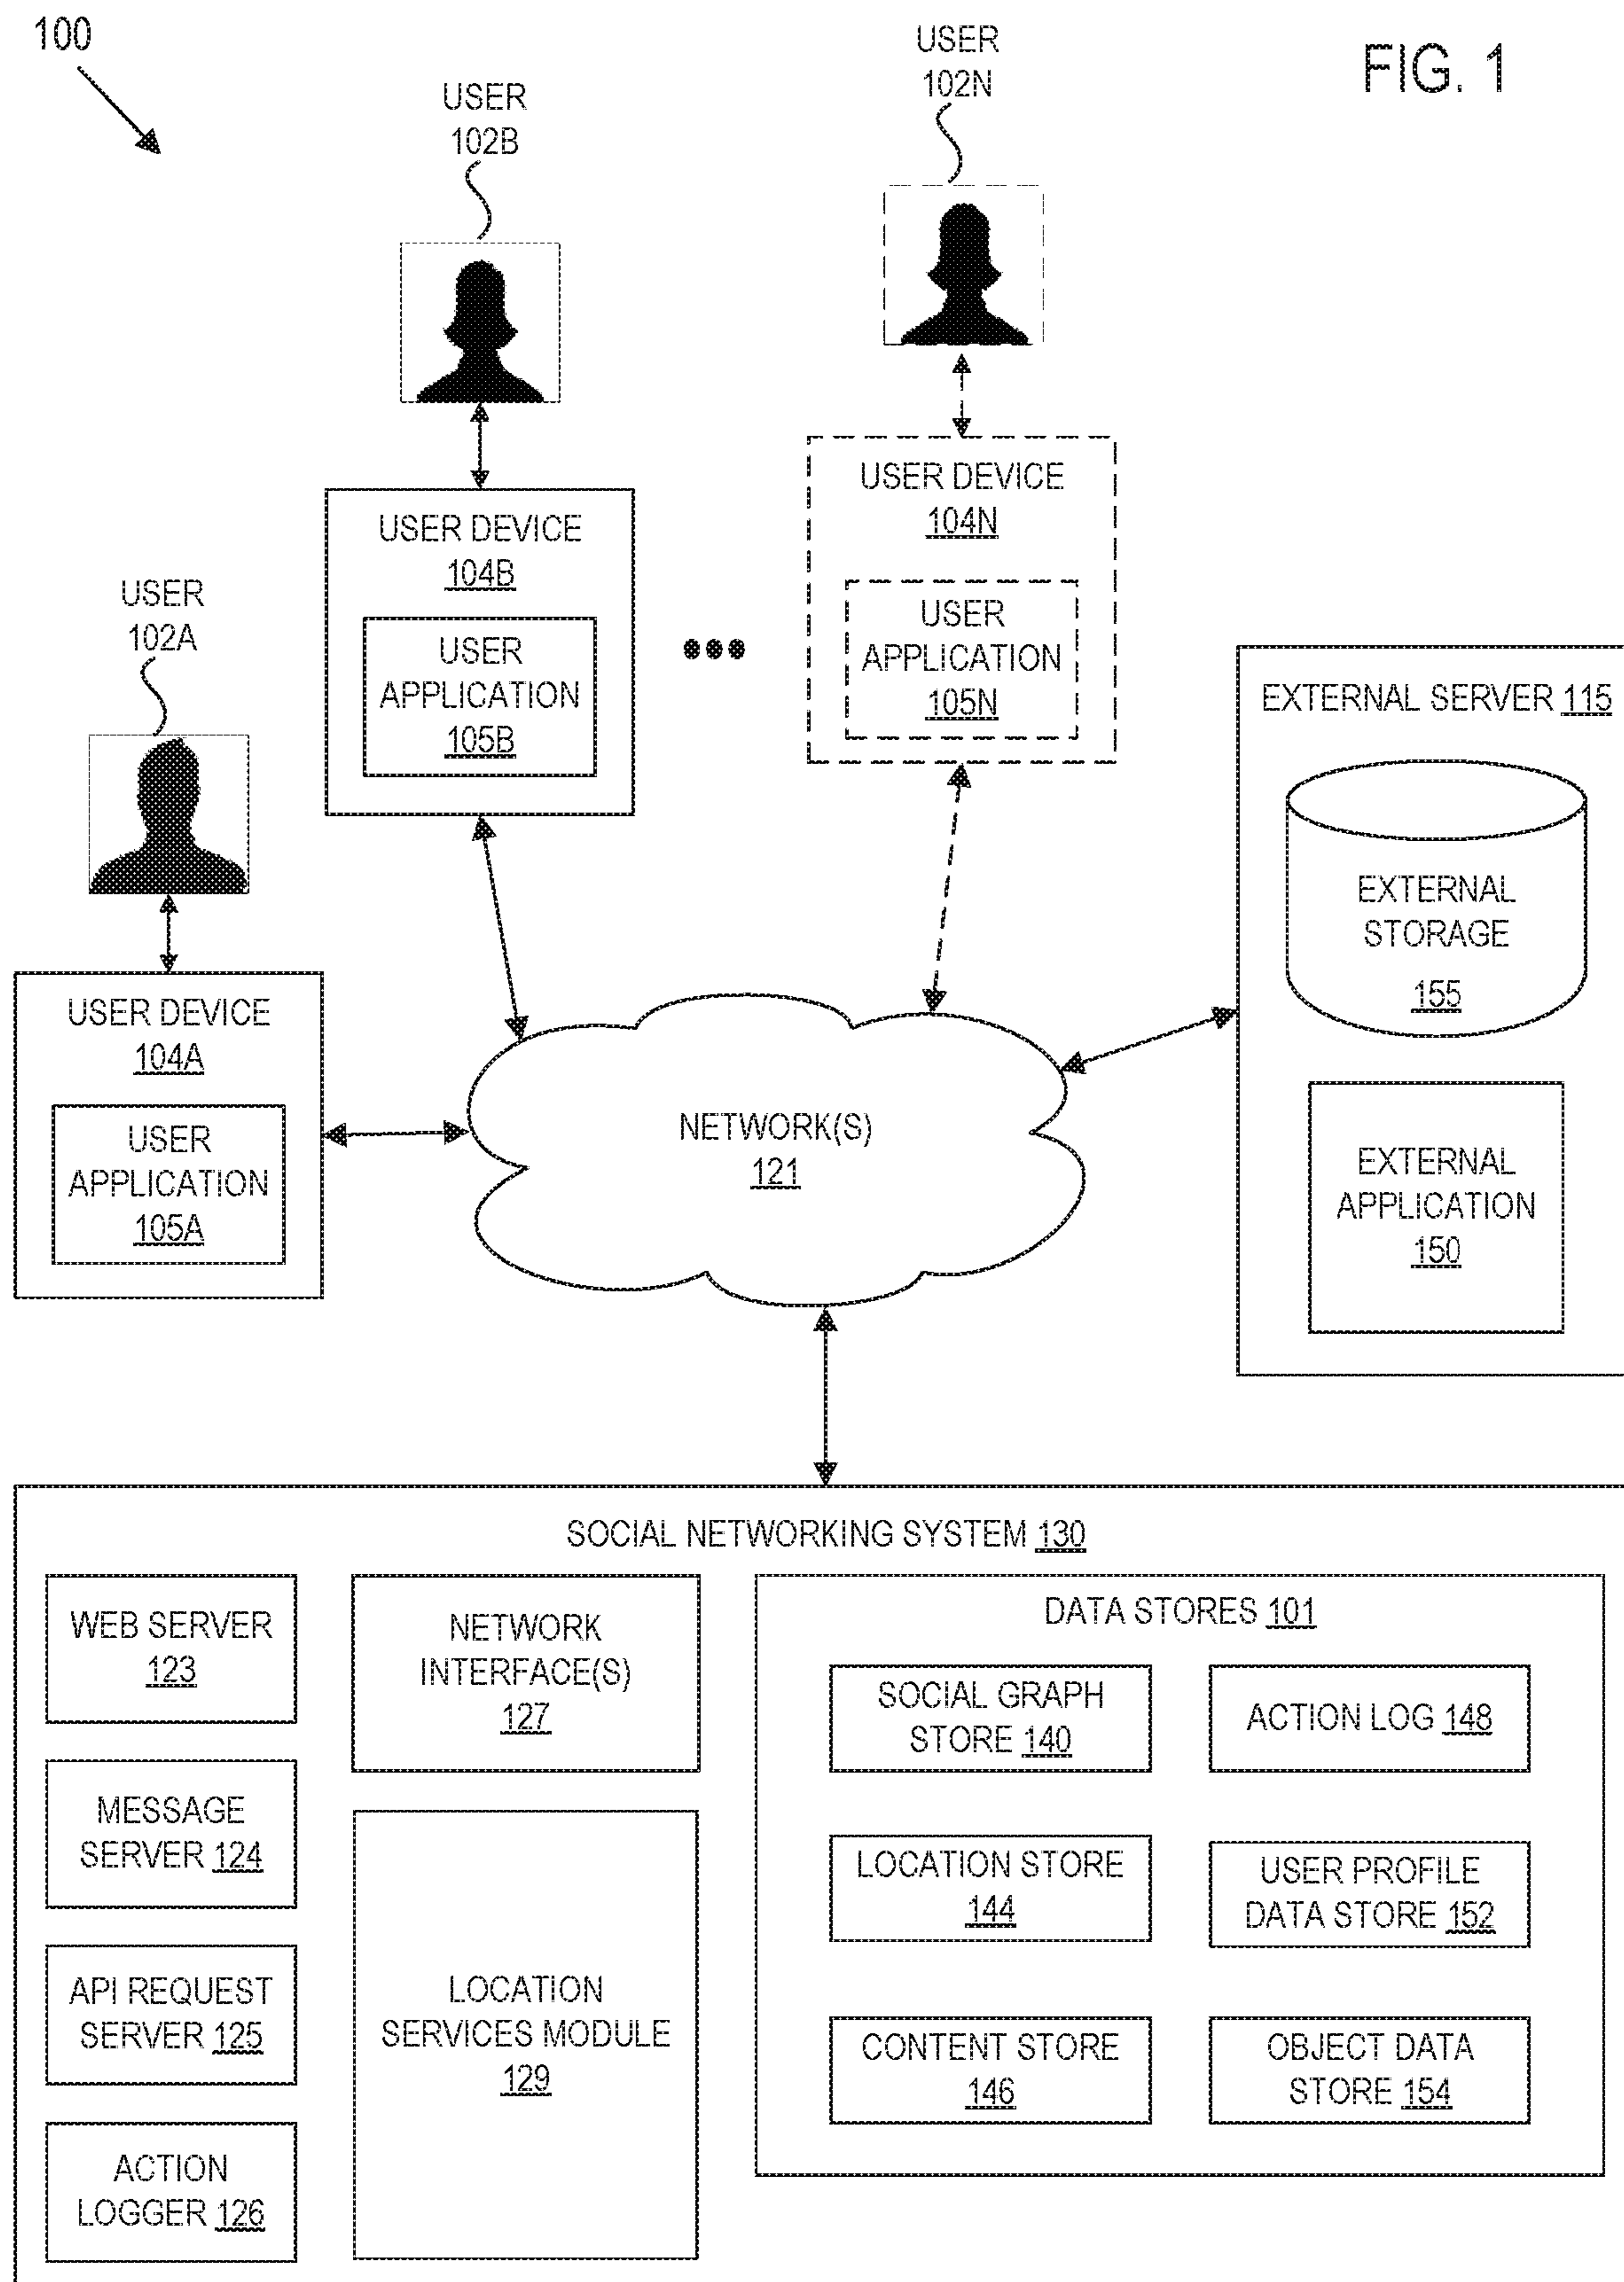 100
FIG. 1
USER
102N
USER
102B
USER DEVICE
104N
USER
APPLICATION
105N
USER DEVICE
104B
USER
APPLICATION
105B
USER
102A
EXTERNAL SERVER 115
EXTERNAL
STORAGE
155
EXTERNAL
APPLICATION
150
USER DEVICE
104A
USER
APPLICATION
105A
NETWORK(S)
121
SOCIAL NETWORKING SYSTEM 130
WEB SERVER
123
MESSAGE
SERVER 124
API REQUEST
SERVER 125
ACTION
LOGGER 126
NETWORK
INTERFACE(S)
127
LOCATION
SERVICES MODULE
129
DATA STORES 101
SOCIAL GRAPH
STORE 140
ACTION LOG 148
LOCATION STORE
144
USER PROFILE
DATA STORE 152
CONTENT STORE
146
OBJECT DATA
STORE 154